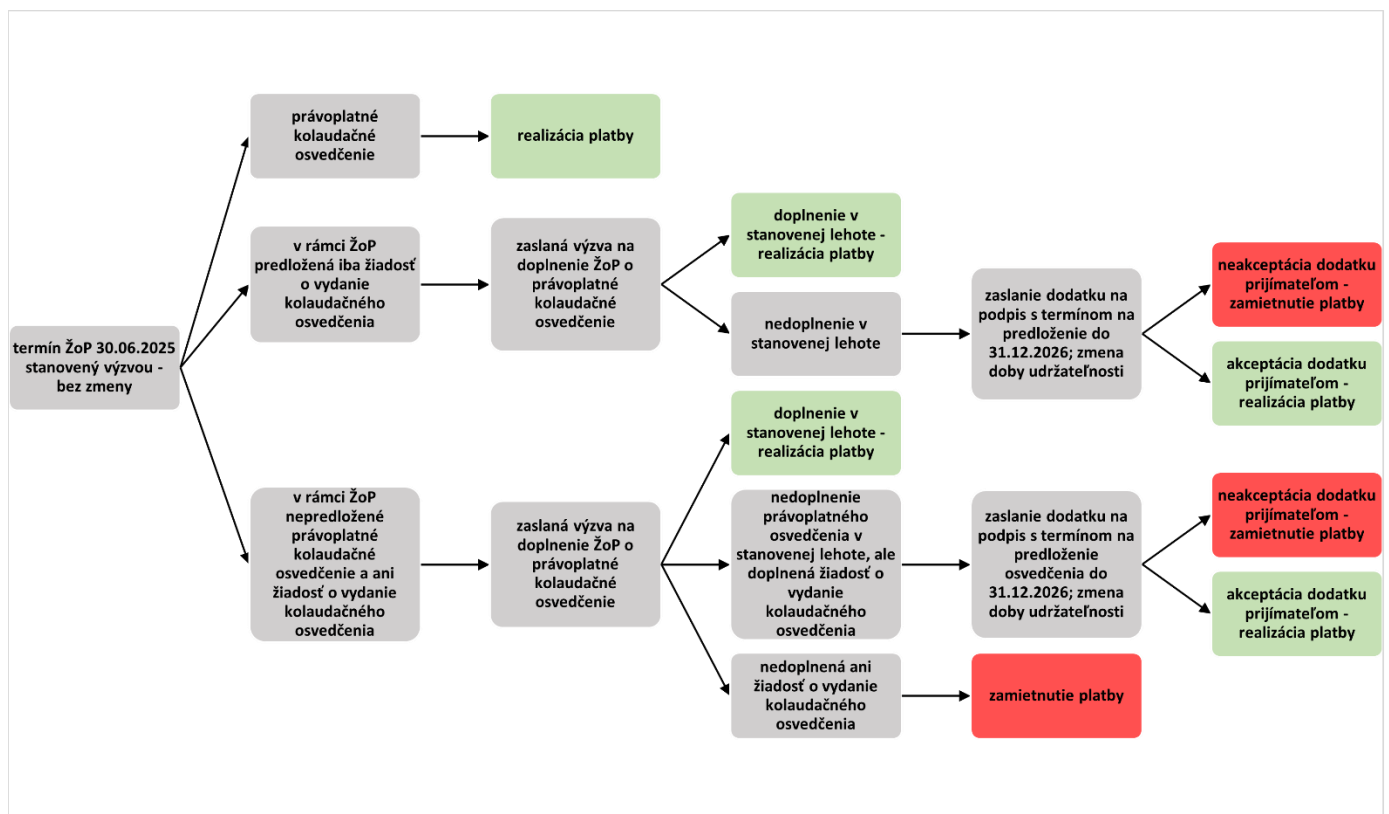 termín ŽoP 30.06.2025
stanovený výzvou -
bez zmeny
právoplatné
kolaudačné
osvedčenie
realizácia platby
v rámci ŽoP
predložená iba žiadosť
o vydanie
kolaudačného
osvedčenia
zaslaná výzva na
doplnenie ŽoP o
právoplatné
kolaudačné
osvedčenie
doplnenie v
stanovenej lehote -
realizácia platby
nedoplnenie v
stanovenej lehote
zaslanie dodatku na
podpis s termínom na
predloženie do
31.12.2026; zmena
doby udržateľnosti
neakceptácia dodatku
prijímateľom -
zamietnutie platby
akceptácia dodatku
prijímateľom -
realizácia platby
v rámci ŽoP
nepredložené
právoplatné
kolaudačné
osvedčenie a ani
žiadosť o vydanie
kolaudačného
osvedčenia
zaslaná výzva na
doplnenie ŽoP o
právoplatné
kolaudačné
osvedčenie
doplnenie v
stanovenej lehote -
realizácia platby
nedoplnenie
právoplatného
osvedčenia v
stanovenej lehote, ale
doplnená žiadosť o
vydanie
kolaudačného
osvedčenia
zaslanie dodatku na
podpis s termínom na
predloženie
osvedčenia do
31.12.2026; zmena
doby udržateľnosti
neakceptácia dodatku
prijímateľom -
zamietnutie platby
akceptácia dodatku
prijímateľom -
realizácia platby
nedoplnená ani
žiadosť o vydanie
kolaudačného
osvedčenia
zamietnutie platby